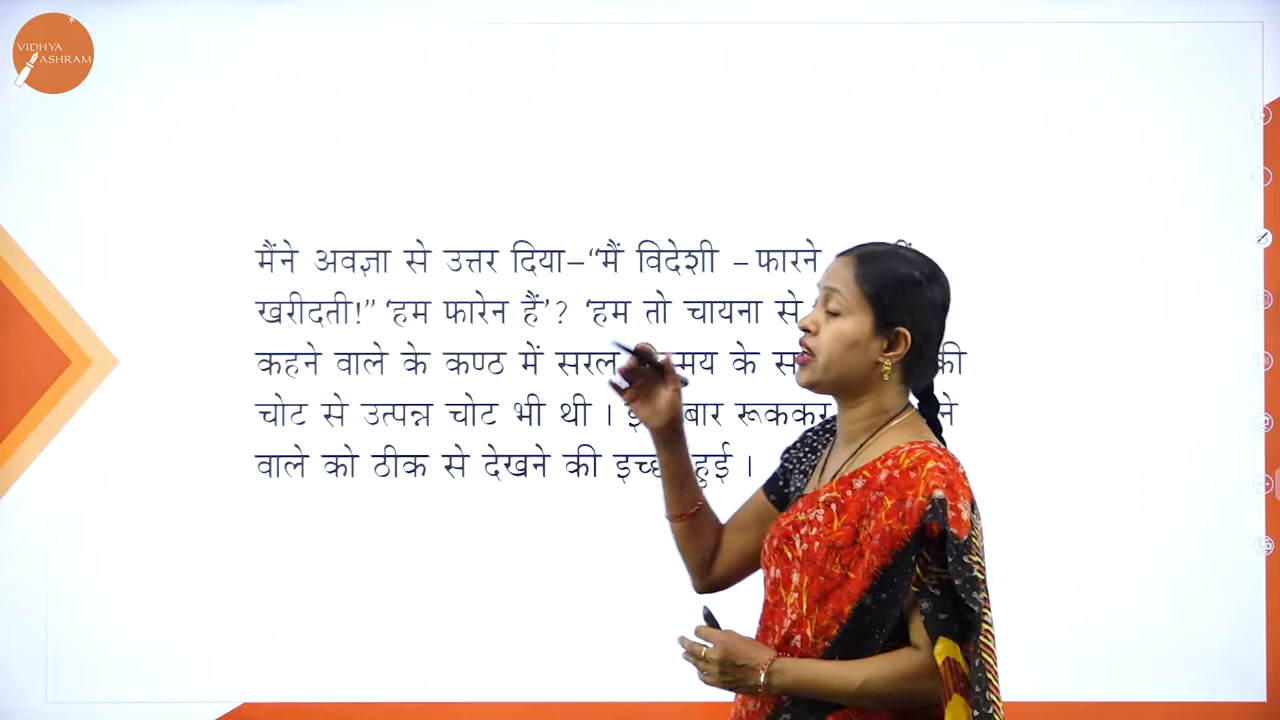 VIDHYA
ASHRAM
मैंने अवज्ञा से उत्तर दिया–“मैं विदेशी – फारने
खरीदती!” ‘हम फारेन हैं’? ‘हम तो चायना से
कहने वाले के कण्ठ में सरल के की
चोट से उत्पन्न चोट भी थी । बार रूककर
वाले को ठीक से देखने की इच्छा हुई ।